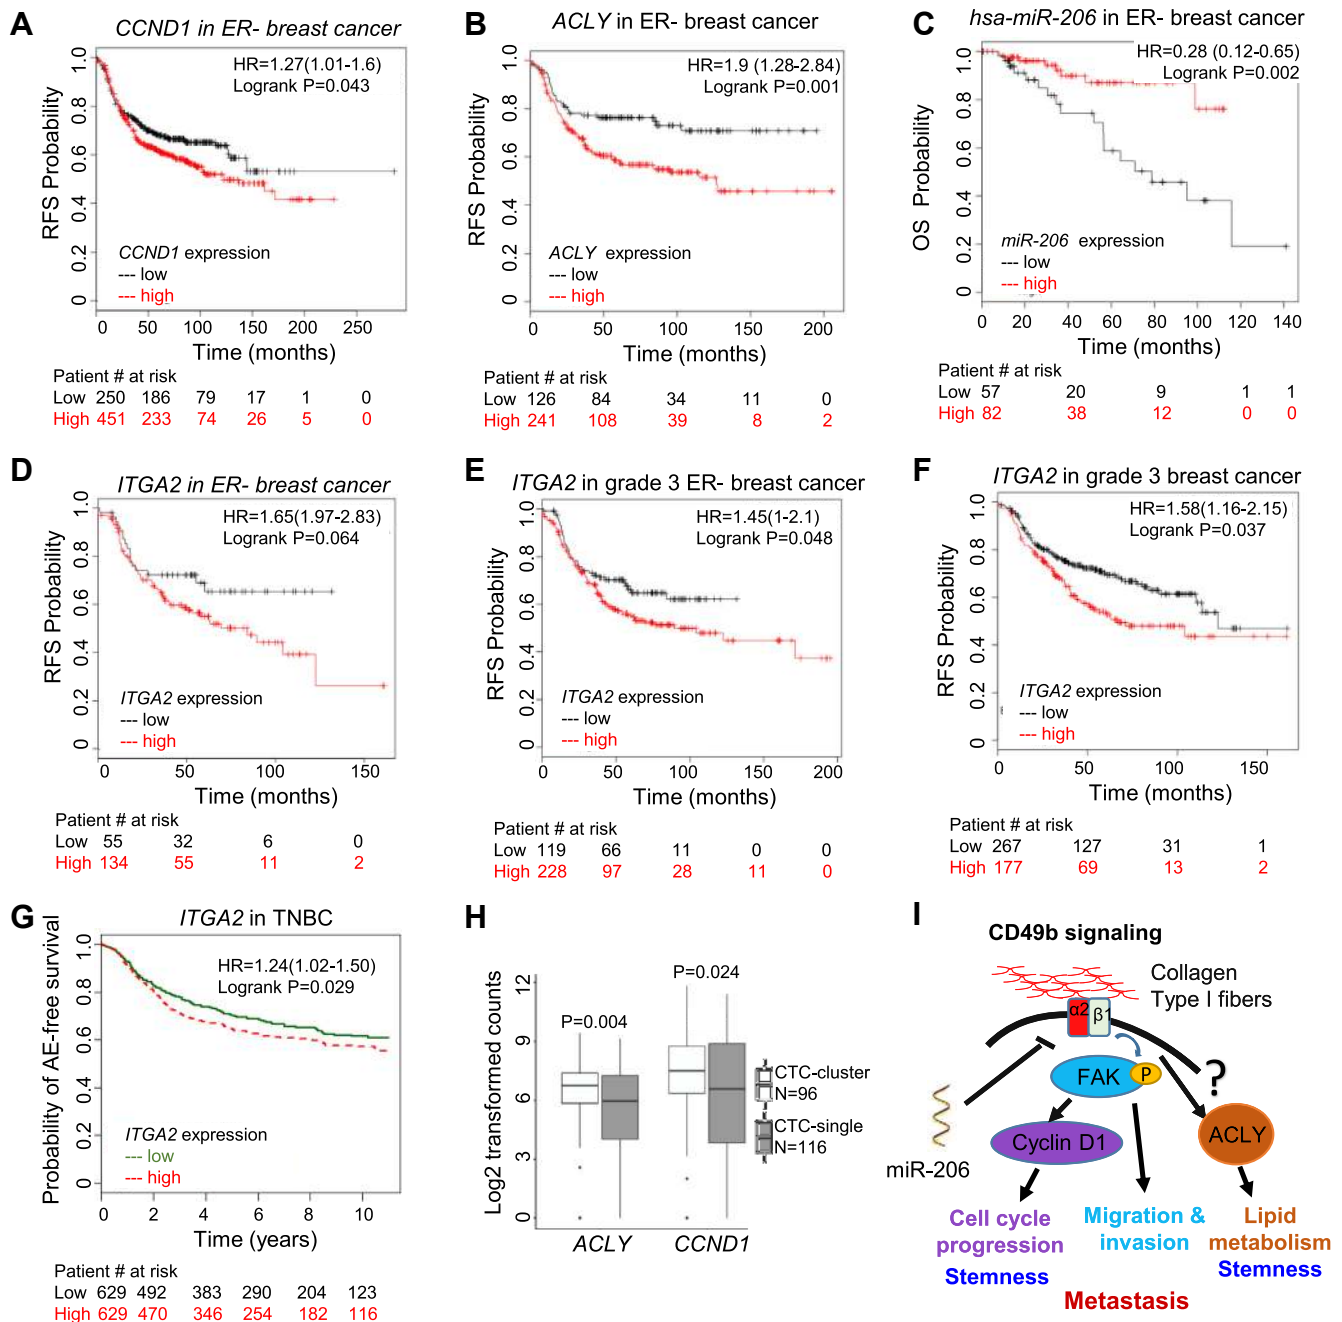 A
CCND1 in ER- breast cancer
HR=1.27(1.01-1.6)
Logrank P=0.043
RFS Probability
1.0
0.8
0.6
0.4
0.2
0
CCND1 expression
--- low
--- high
0 50 100 150 200 250
Time (months)
Patient # at risk
Low 250 186 79 17 1 0
High 451 233 74 26 5 0
B
ACLY in ER- breast cancer
HR=1.9 (1.28-2.84)
Logrank P=0.001
RFS Probability
1.0
0.8
0.6
0.4
0.2
0
ACLY expression
--- low
--- high
0 50 100 150 200
Time (months)
Patient # at risk
Low 126 84 34 11 0
High 241 108 39 8 2
C
hsa-miR-206 in ER- breast cancer
HR=0.28 (0.12-0.65)
Logrank P=0.002
OS Probability
1.0
0.8
0.6
0.4
0.2
0
miR-206 expression
--- low
--- high
0 20 40 60 80 100 120 140
Time (months)
Patient # at risk
Low 57 20 9 1 1
High 82 38 12 0 0
D
ITGA2 in ER- breast cancer
HR=1.65(1.97-2.83)
Logrank P=0.064
RFS Probability
1.0
0.8
0.6
0.4
0.2
0
ITGA2 expression
--- low
--- high
0 50 100 150
Time (months)
Patient # at risk
Low 55 32 6 0
High 134 55 11 2
E
ITGA2 in grade 3 ER- breast cancer
HR=1.45(1-2.1)
Logrank P=0.048
RFS Probability
1.0
0.8
0.6
0.4
0.2
0
ITGA2 expression
--- low
--- high
0 50 100 150 200
Time (months)
Patient # at risk
Low 119 66 11 0 0
High 228 97 28 11 0
F
ITGA2 in grade 3 breast cancer
HR=1.58(1.16-2.15)
Logrank P=0.037
RFS Probability
1.0
0.8
0.6
0.4
0.2
0
ITGA2 expression
--- low
--- high
0 50 100 150
Time (months)
Patient # at risk
Low 267 127 31 1
High 177 69 13 2
G
ITGA2 in TNBC
HR=1.24(1.02-1.50)
Logrank P=0.029
Probability of AE-free survival
1.0
0.8
0.6
0.4
0.2
0
ITGA2 expression
--- low
--- high
0 2 4 6 8 10
Time (years)
Patient # at risk
Low 629 492 383 290 204 123
High 629 470 346 254 182 116
H
P=0.024
P=0.004
Log2 transformed counts
12
9
6
3
0
ACLY CCND1
CTC-cluster
N=96
CTC-single
N=116
I
CD49b signaling
Collagen
Type I fibers
α2 β1
FAK P
?
Cyclin D1
ACLY
miR-206
Cell cycle
progression
Stemness
Migration &
invasion
Lipid
metabolism
Stemness
Metastasis